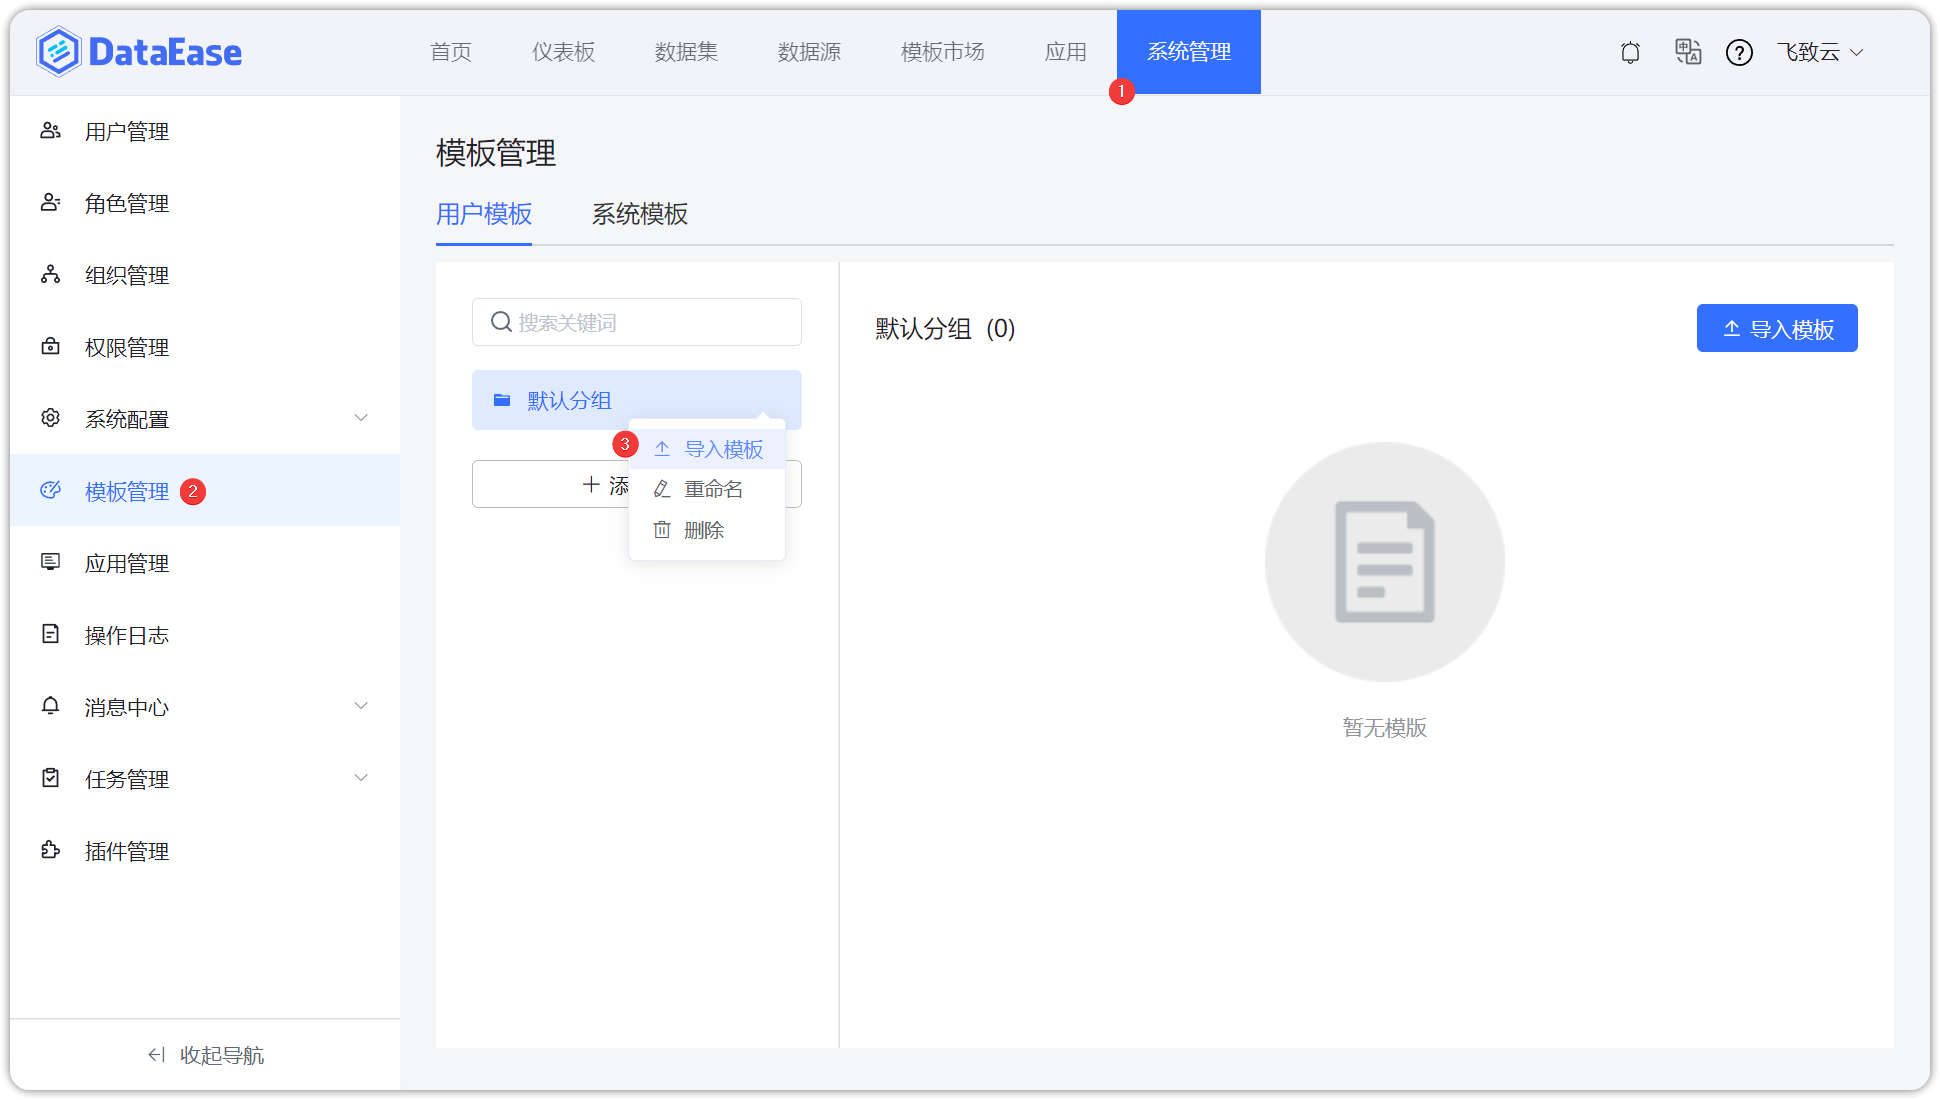 DataEase
首页
仪表板
数据集
数据源
模板市场
应用
系统管理
1
飞致云
用户管理
角色管理
组织管理
权限管理
系统配置
模板管理 2
应用管理
操作日志
消息中心
任务管理
插件管理
收起导航
模板管理
用户模板
系统模板
搜索关键词
默认分组
3 导入模板
添
重命名
删除
默认分组 (0)
导入模板
暂无模版